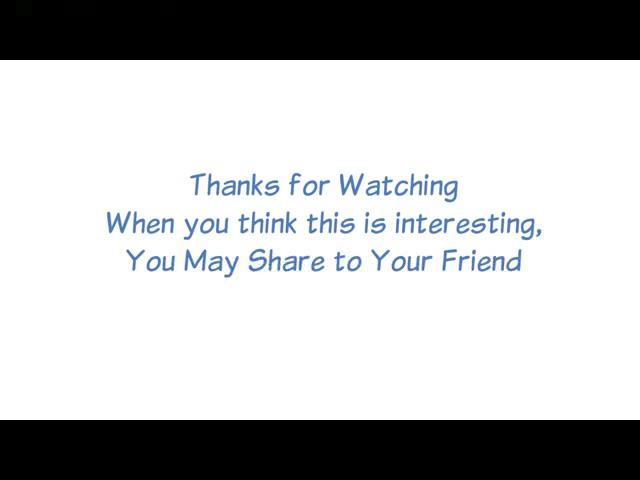 Thanks for Watching
When you think this is interesting,
You May Share to Your Friend